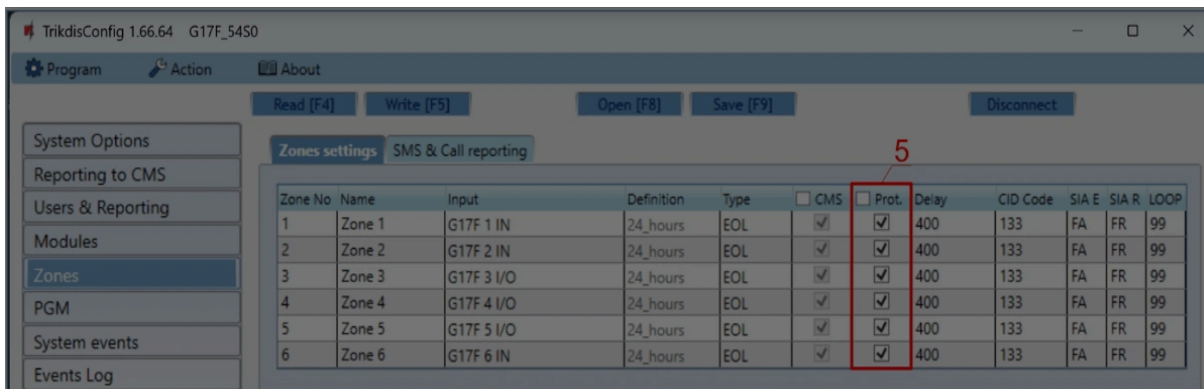 TrikdisConfig 1.66.64 G17F_54S0
Program Action About
Read [F4] Write [F5] Open [F8] Save [F9] Disconnect
System Options
Reporting to CMS
Users & Reporting
Modules
Zones
PGM
System events
Events Log
Zones settings SMS & Call reporting
5
Zone No Name Input Definition Type CMS Prot. Delay CID Code SIA E SIA R LOOP
1 Zone 1 G17F 1 IN 24_hours EOL 400 133 FA FR 99
2 Zone 2 G17F 2 IN 24_hours EOL 400 133 FA FR 99
3 Zone 3 G17F 3 I/O 24_hours EOL 400 133 FA FR 99
4 Zone 4 G17F 4 I/O 24_hours EOL 400 133 FA FR 99
5 Zone 5 G17F 5 I/O 24_hours EOL 400 133 FA FR 99
6 Zone 6 G17F 6 IN 24_hours EOL 400 133 FA FR 99